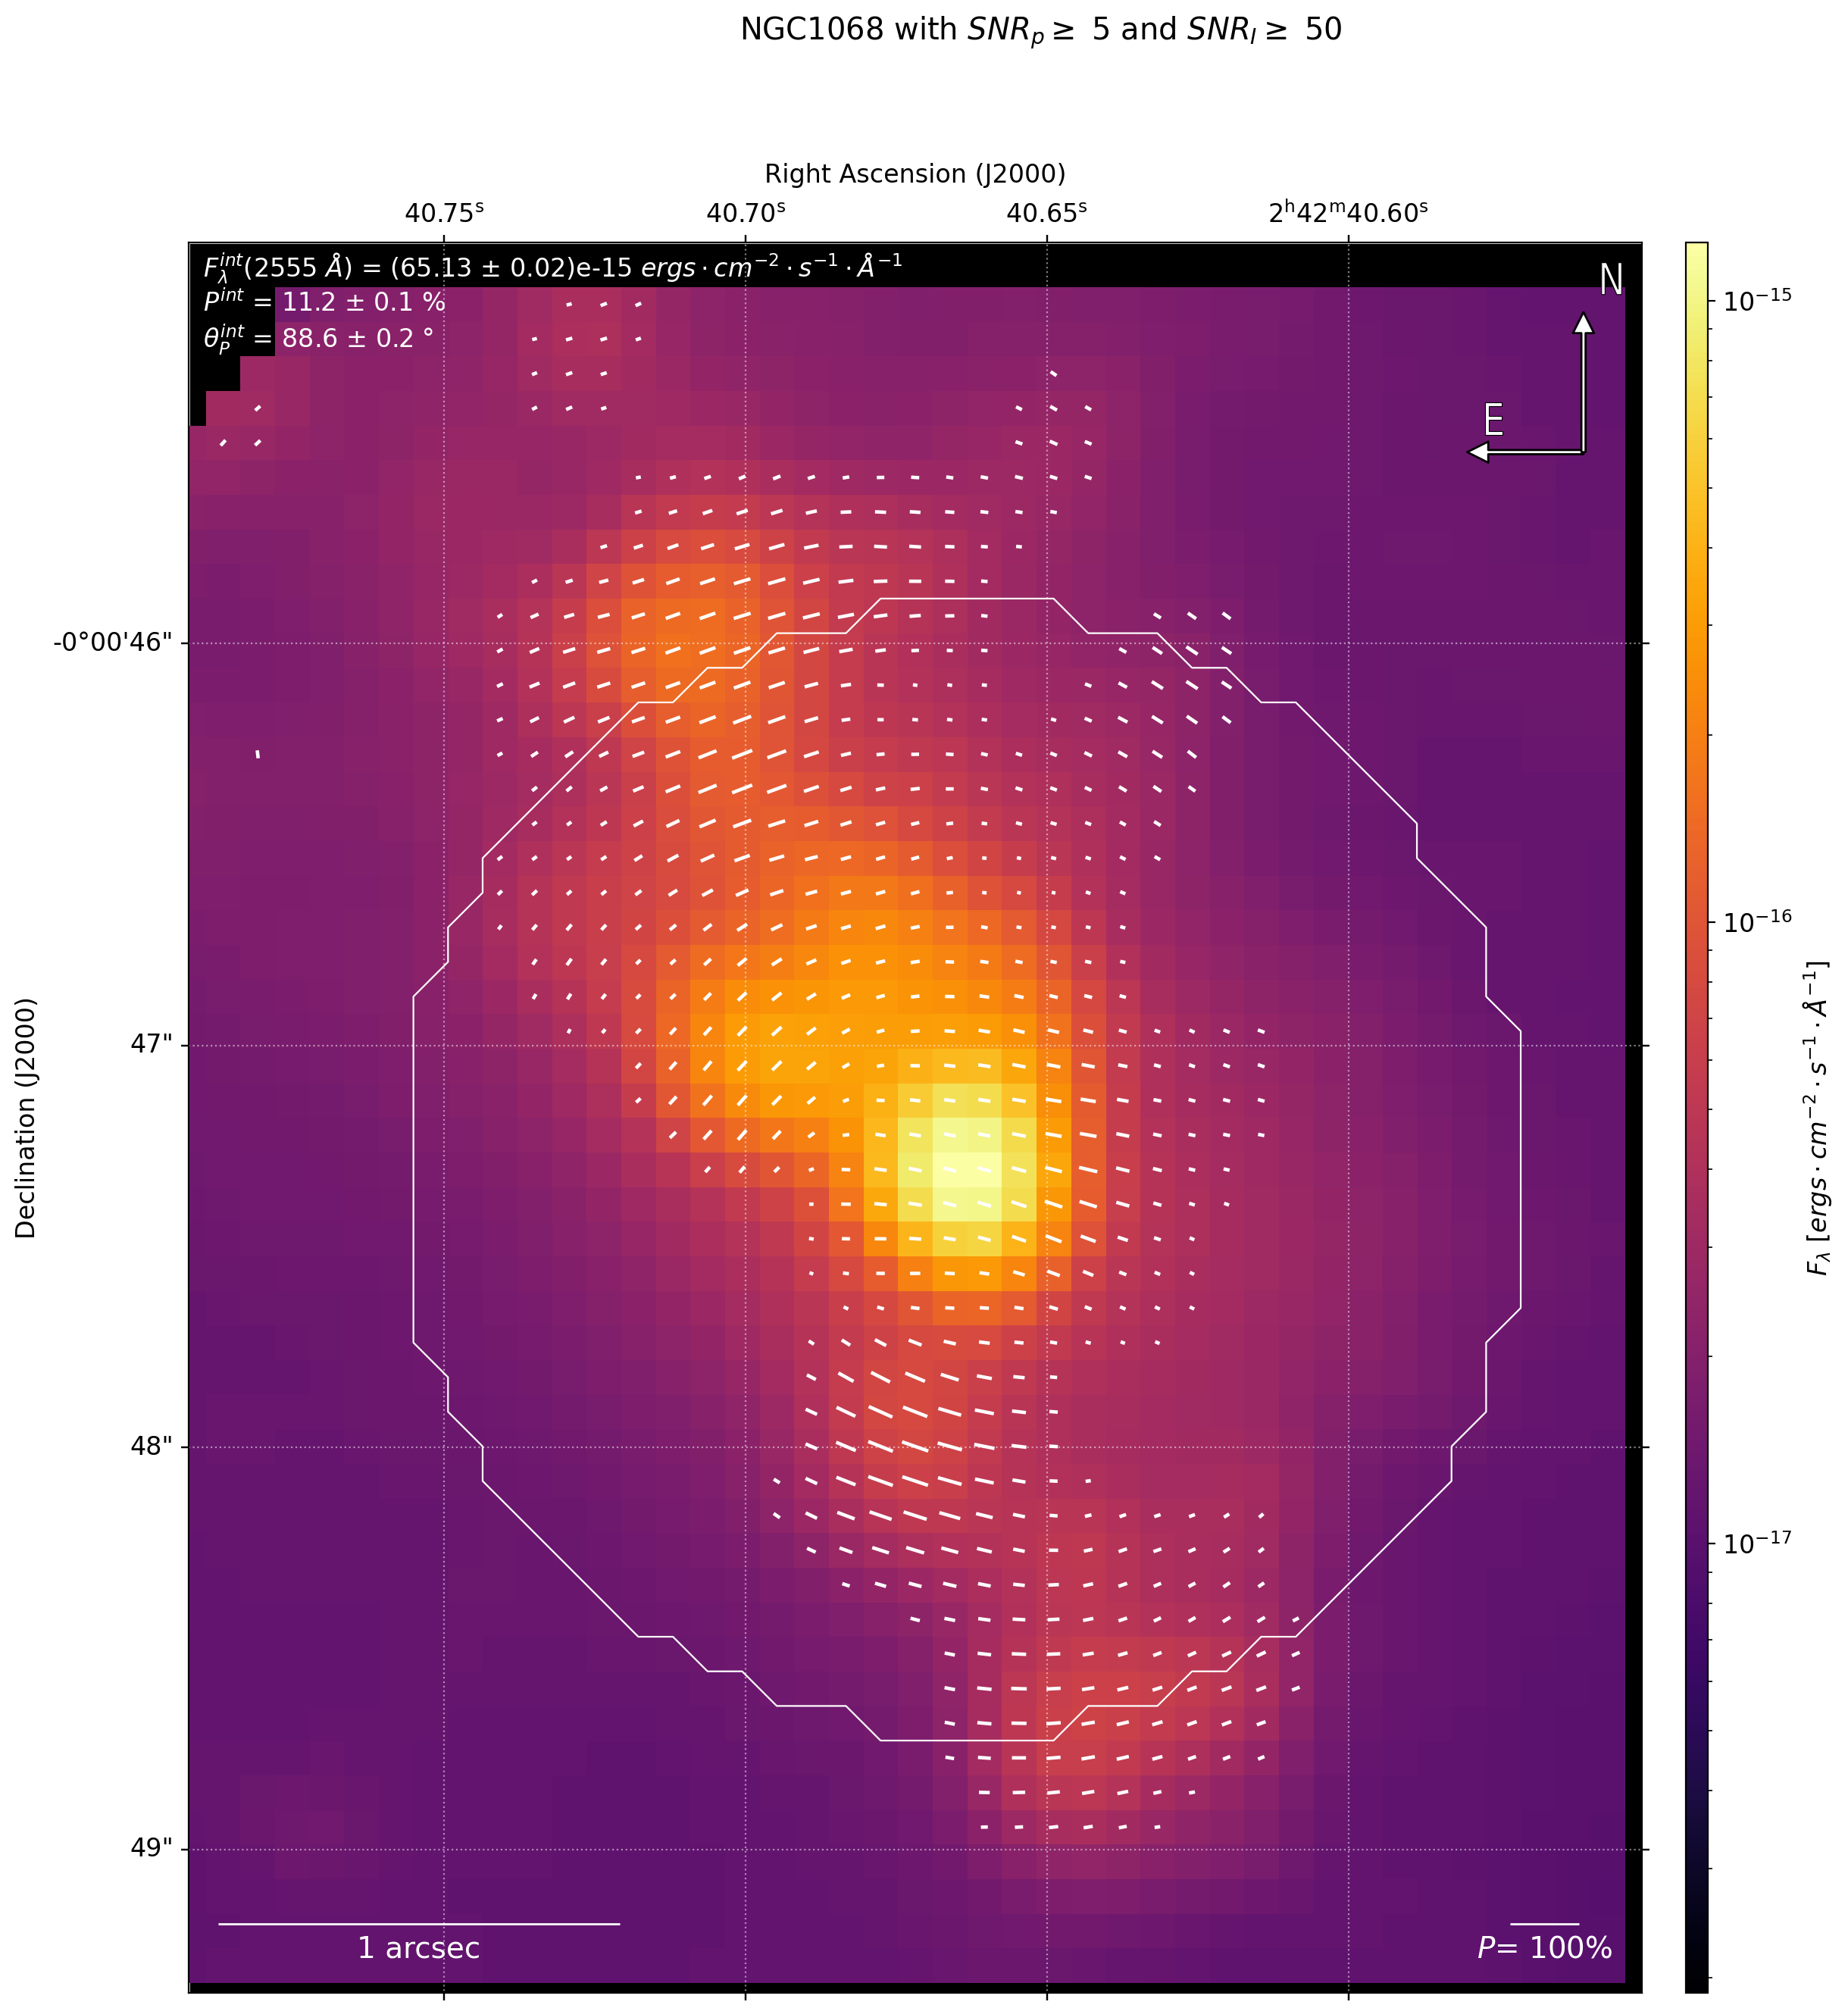 NGC1068 with SNR_p ≥ 5 and SNR_I ≥ 50
Right Ascension (J2000)
40.75ˢ 40.70ˢ 40.65ˢ 2ʰ42ᵐ40.60ˢ
F_λ^int(2555 Å) = (65.13 ± 0.02)e-15 ergs · cm⁻² · s⁻¹ · Å⁻¹
P^int = 11.2 ± 0.1 %
θ_P^int = 88.6 ± 0.2 °
N
E
-0°00'46"
47"
48"
49"
Declination (J2000)
1 arcsec
P= 100%
10⁻¹⁵
10⁻¹⁶
10⁻¹⁷
F_λ [ergs · cm⁻² · s⁻¹ · Å⁻¹]